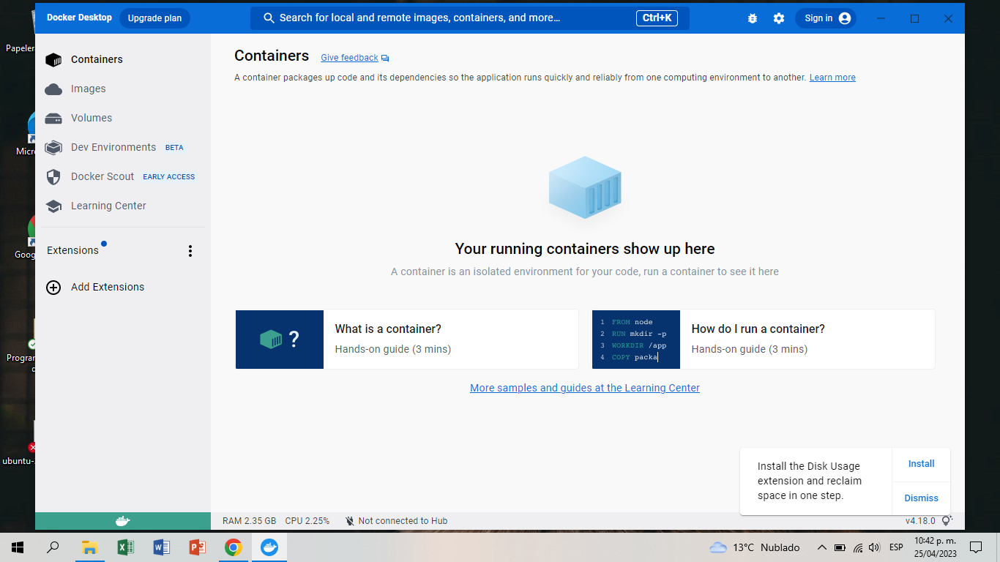 Docker Desktop
Upgrade plan
Search for local and remote images, containers, and more...
Ctrl+K
Sign in
Containers
Images
Volumes
Dev Environments BETA
Docker Scout EARLY ACCESS
Learning Center
Extensions
Add Extensions
Containers
Give feedback
A container packages up code and its dependencies so the application runs quickly and reliably from one computing environment to another. Learn more
Your running containers show up here
A container is an isolated environment for your code, run a container to see it here
?
What is a container?
Hands-on guide (3 mins)
1 FROM node
2 RUN mkdir -p
3 WORKDIR /app
4 COPY packa
How do I run a container?
Hands-on guide (3 mins)
More samples and guides at the Learning Center
Install the Disk Usage
extension and reclaim
space in one step.
Install
Dismiss
RAM 2.35 GB CPU 2.25% Not connected to Hub
v4.18.0
Papeler
Micro
Goog
Program
d
ubuntu-
13°C Nublado
ESP
10:42 p. m.
25/04/2023